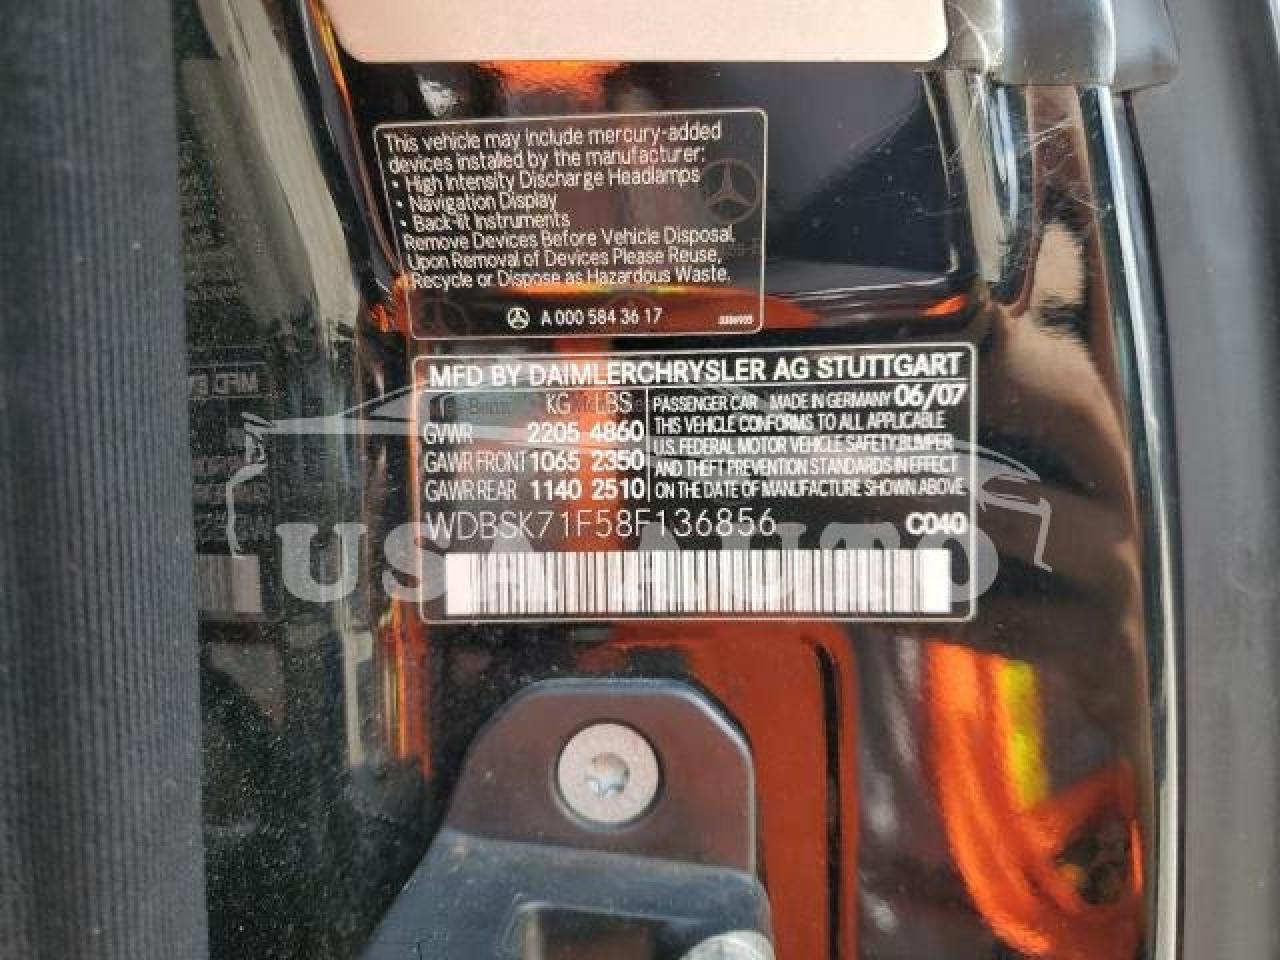 This vehicle may include mercury-added
devices installed by the manufacturer:
• High Intensity Discharge Headlamps
• Navigation Display
• Back-lit Instruments
Remove Devices Before Vehicle Disposal.
Upon Removal of Devices Please Reuse,
Recycle or Dispose as Hazardous Waste.
A 000 584 36 17
MFD BY DAIMLERCHRYSLER AG STUTTGART
KG LBS
GVWR 2205 4860
GAWR FRONT 1065 2350
GAWR REAR 1140 2510
PASSENGER CAR MADE IN GERMANY 06/07
THIS VEHICLE CONFORMS TO ALL APPLICABLE
U.S. FEDERAL MOTOR VEHICLE SAFETY, BUMPER
AND THEFT PREVENTION STANDARDS IN EFFECT
ON THE DATE OF MANUFACTURE SHOWN ABOVE
WDBSK71F58F136856 C040
USA AUTO